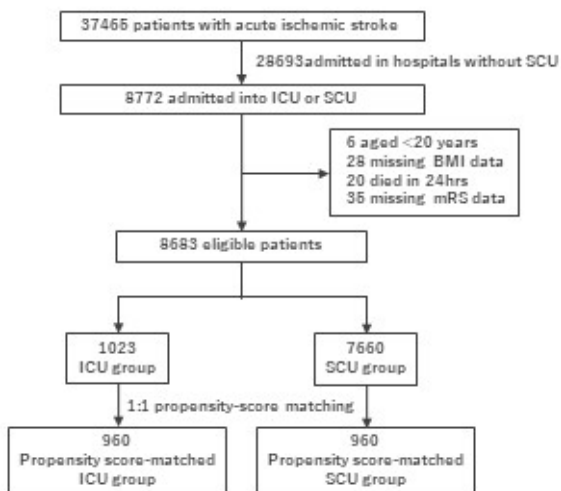 37465 patients with acute ischemic stroke
28693admitted in hospitals without SCU
8772 admitted into ICU or SCU
6 aged <20 years
28 missing BMI data
20 died in 24hrs
35 missing mRS data
8683 eligible patients
1023
ICU group
7660
SCU group
1:1 propensity-score matching
960
Propensity score-matched
ICU group
960
Propensity score-matched
SCU group